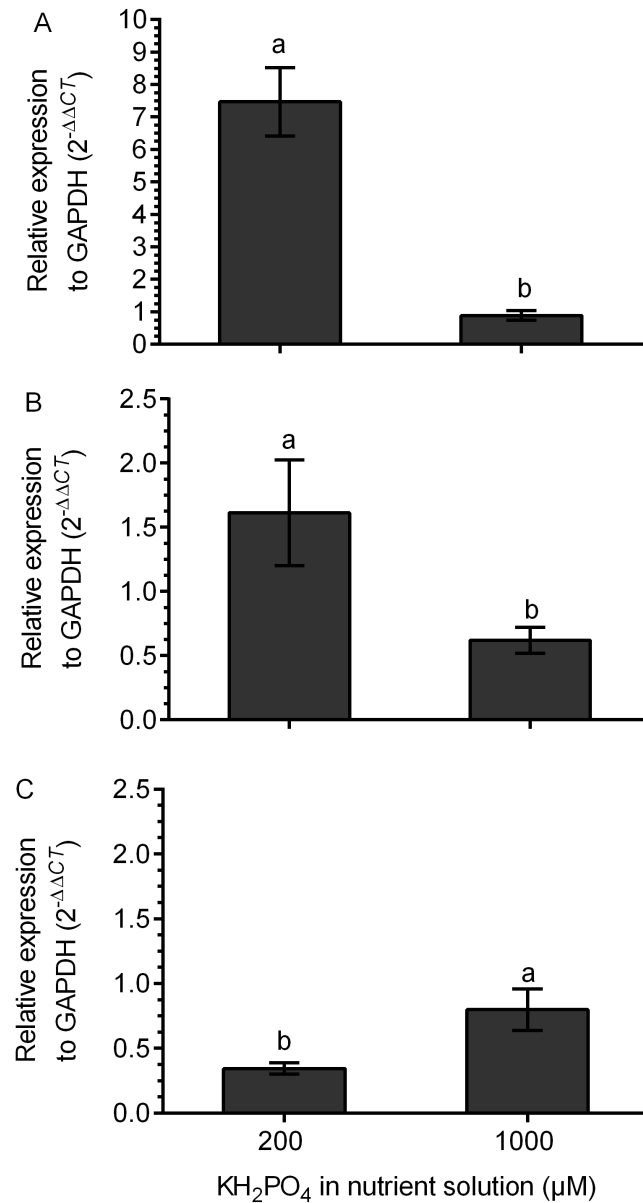 A
Relative expression
to GAPDH (2^-ΔΔCT)
10
9
8
7
6
5
4
3
2
1
0
a
b
B
Relative expression
to GAPDH (2^-ΔΔCT)
2.5
2.0
1.5
1.0
0.5
0.0
a
b
C
Relative expression
to GAPDH (2^-ΔΔCT)
2.5
2.0
1.5
1.0
0.5
0.0
b
a
200 1000
KH₂PO₄ in nutrient solution (µM)